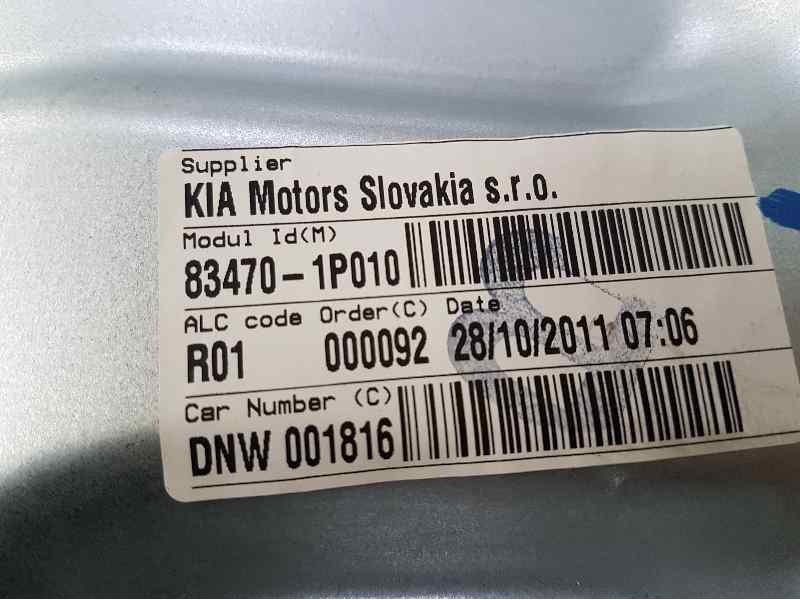 Supplier
KIA Motors Slovakia s.r.o.
Modul Id(M)
83470-1P010
ALC code Order(C) Date
R01 000092 28/10/2011 07:06
Car Number (C)
DNW 001816